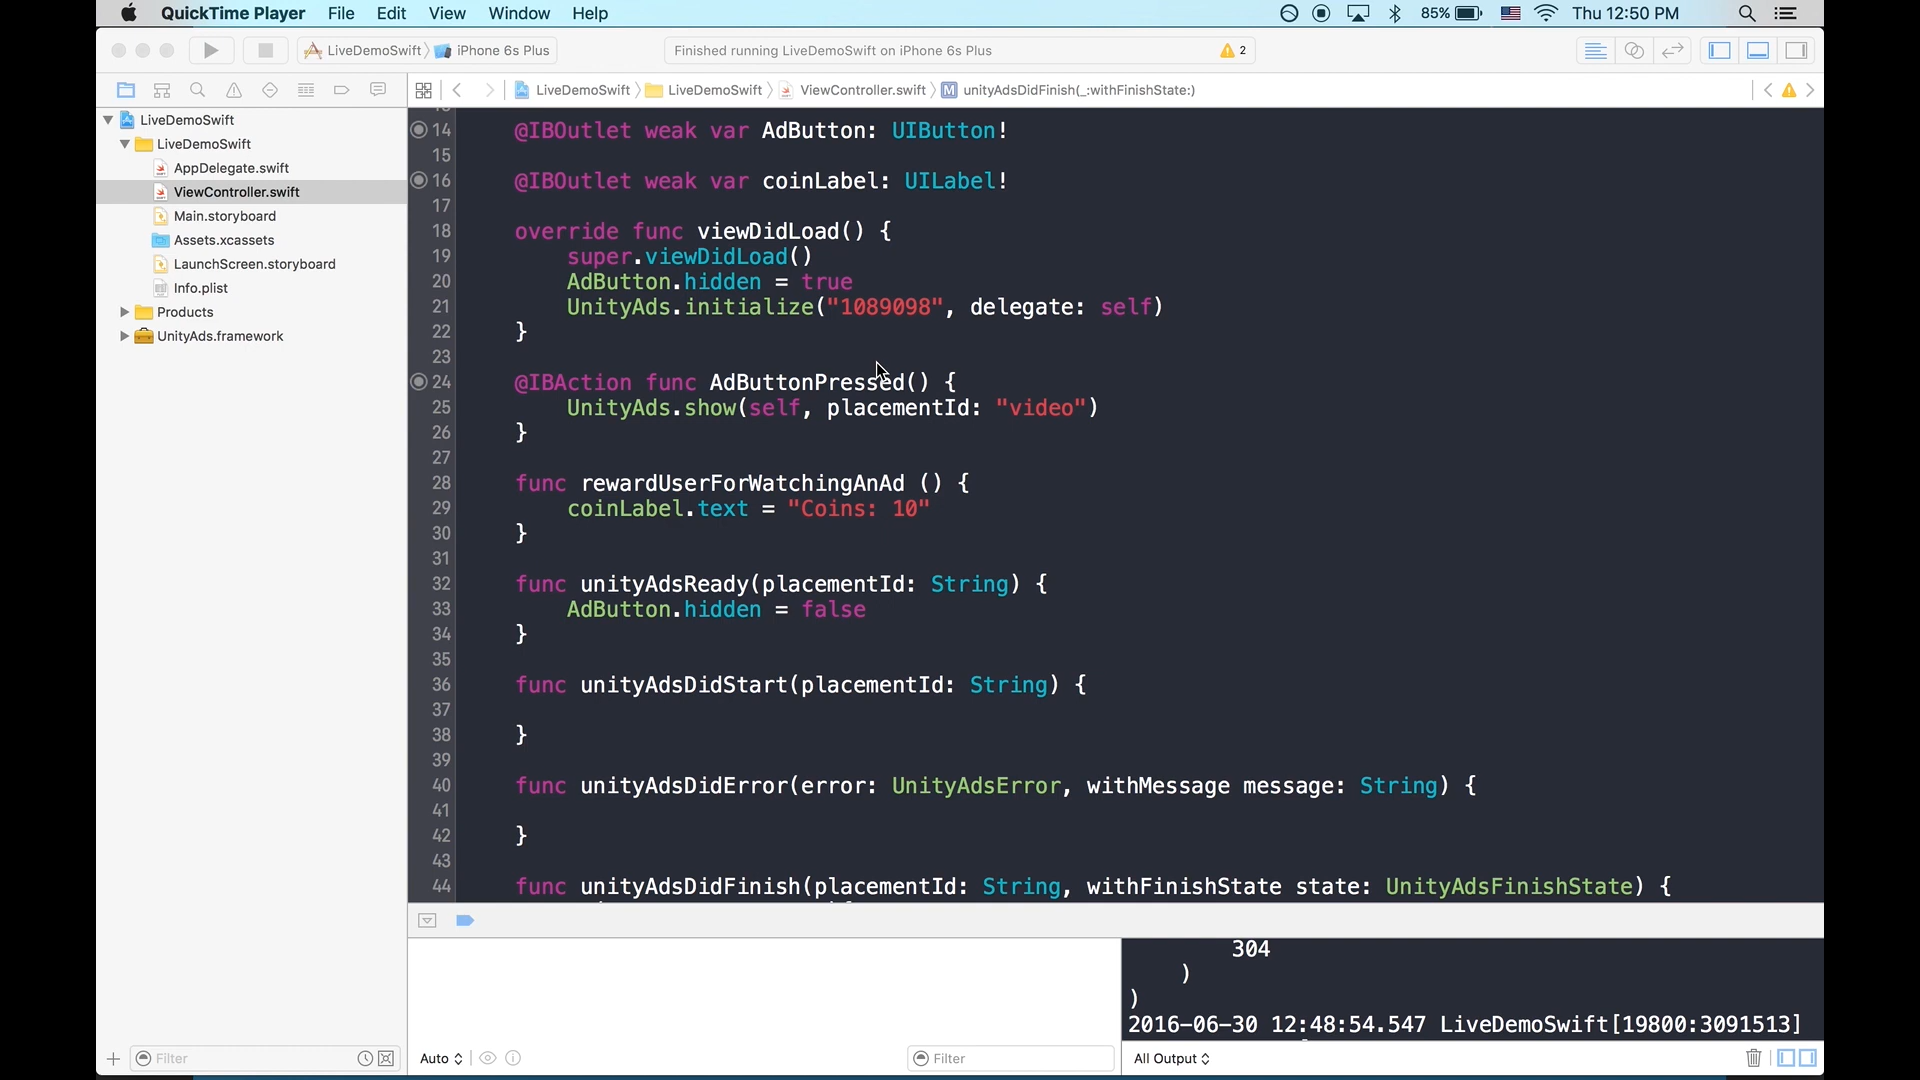 QuickTime Player File Edit View Window Help 85% Thu 12:50 PM
LiveDemoSwift iPhone 6s Plus Finished running LiveDemoSwift on iPhone 6s Plus 2
LiveDemoSwift LiveDemoSwift ViewController.swift M unityAdsDidFinish(_:withFinishState:)
LiveDemoSwift
LiveDemoSwift
AppDelegate.swift
ViewController.swift
Main.storyboard
Assets.xcassets
LaunchScreen.storyboard
Info.plist
Products
UnityAds.framework
14 @IBOutlet weak var AdButton: UIButton!
15
16 @IBOutlet weak var coinLabel: UILabel!
17
18 override func viewDidLoad() {
19 super.viewDidLoad()
20 AdButton.hidden = true
21 UnityAds.initialize("1089098", delegate: self)
22 }
23
24 @IBAction func AdButtonPressed() {
25 UnityAds.show(self, placementId: "video")
26 }
27
28 func rewardUserForWatchingAnAd () {
29 coinLabel.text = "Coins: 10"
30 }
31
32 func unityAdsReady(placementId: String) {
33 AdButton.hidden = false
34 }
35
36 func unityAdsDidStart(placementId: String) {
37
38 }
39
40 func unityAdsDidError(error: UnityAdsError, withMessage message: String) {
41
42 }
43
44 func unityAdsDidFinish(placementId: String, withFinishState state: UnityAdsFinishState) {
304
)
)
2016-06-30 12:48:54.547 LiveDemoSwift[19800:3091513]
Filter Auto Filter All Output